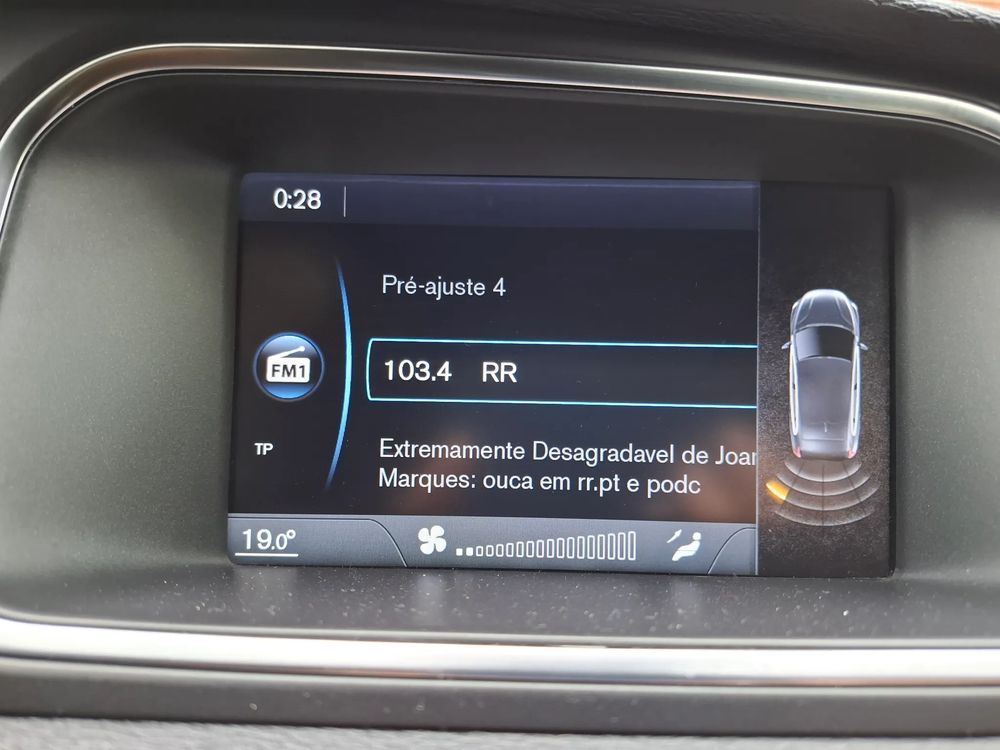 0:28
Pré-ajuste 4
FM1
103.4 RR
TP
Extremamente Desagradavel de Joan
Marques: ouca em rr.pt e podc
19.0°